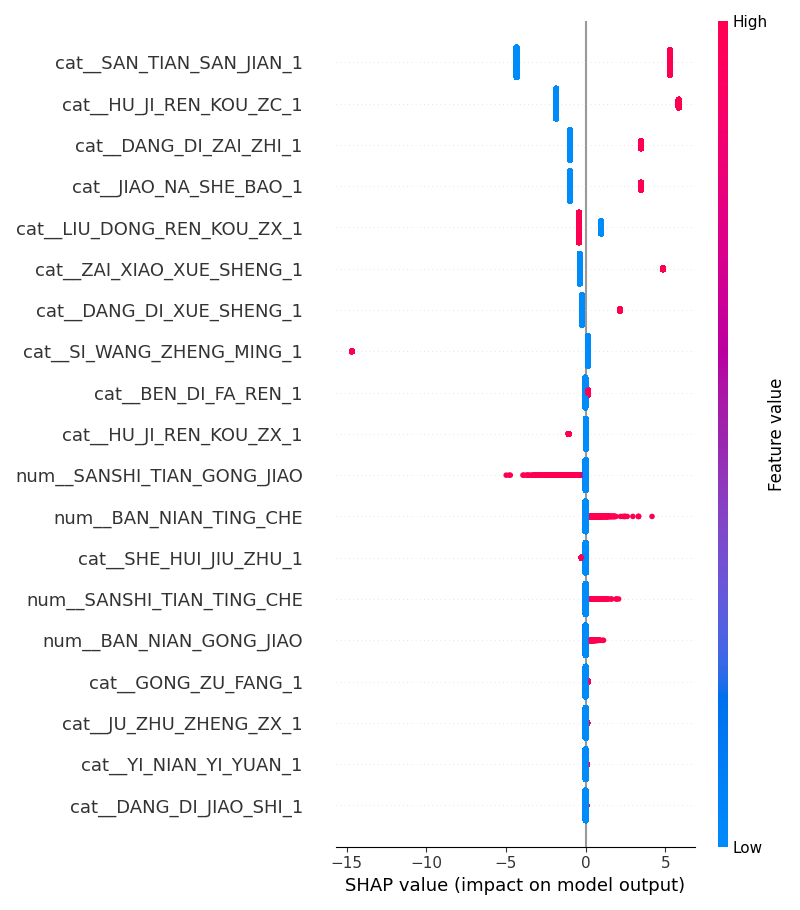 High
cat__SAN_TIAN_SAN_JIAN_1
cat__HU_JI_REN_KOU_ZC_1
cat__DANG_DI_ZAI_ZHI_1
cat__JIAO_NA_SHE_BAO_1
cat__LIU_DONG_REN_KOU_ZX_1
cat__ZAI_XIAO_XUE_SHENG_1
cat__DANG_DI_XUE_SHENG_1
cat__SI_WANG_ZHENG_MING_1
cat__BEN_DI_FA_REN_1
cat__HU_JI_REN_KOU_ZX_1
num__SANSHI_TIAN_GONG_JIAO
num__BAN_NIAN_TING_CHE
cat__SHE_HUI_JIU_ZHU_1
num__SANSHI_TIAN_TING_CHE
num__BAN_NIAN_GONG_JIAO
cat__GONG_ZU_FANG_1
cat__JU_ZHU_ZHENG_ZX_1
cat__YI_NIAN_YI_YUAN_1
cat__DANG_DI_JIAO_SHI_1
Feature value
Low
−15 −10 −5 0 5
SHAP value (impact on model output)